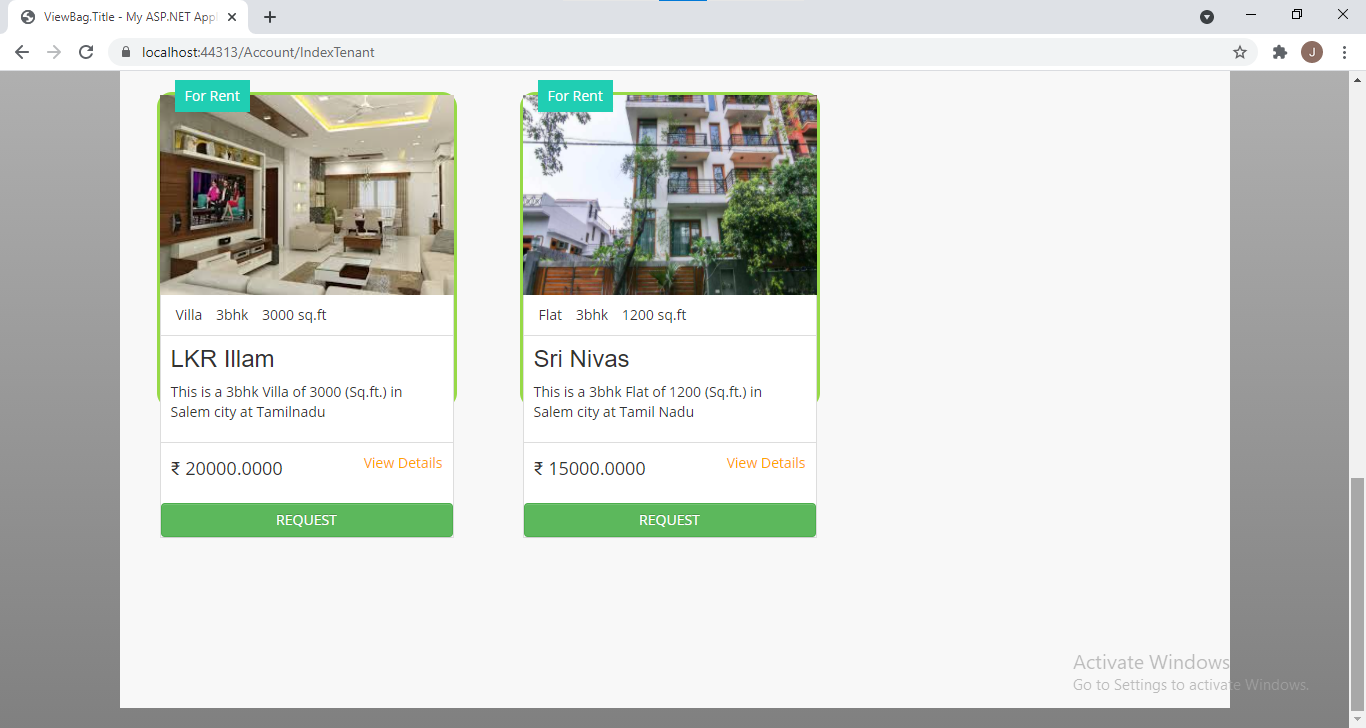 ViewBag.Title - My ASP.NET Appl
localhost:44313/Account/IndexTenant
J
For Rent
Villa 3bhk 3000 sq.ft
LKR Illam
This is a 3bhk Villa of 3000 (Sq.ft.) in
Salem city at Tamilnadu
₹ 20000.0000
View Details
REQUEST
For Rent
Flat 3bhk 1200 sq.ft
Sri Nivas
This is a 3bhk Flat of 1200 (Sq.ft.) in
Salem city at Tamil Nadu
₹ 15000.0000
View Details
REQUEST
Activate Windows
Go to Settings to activate Windows.